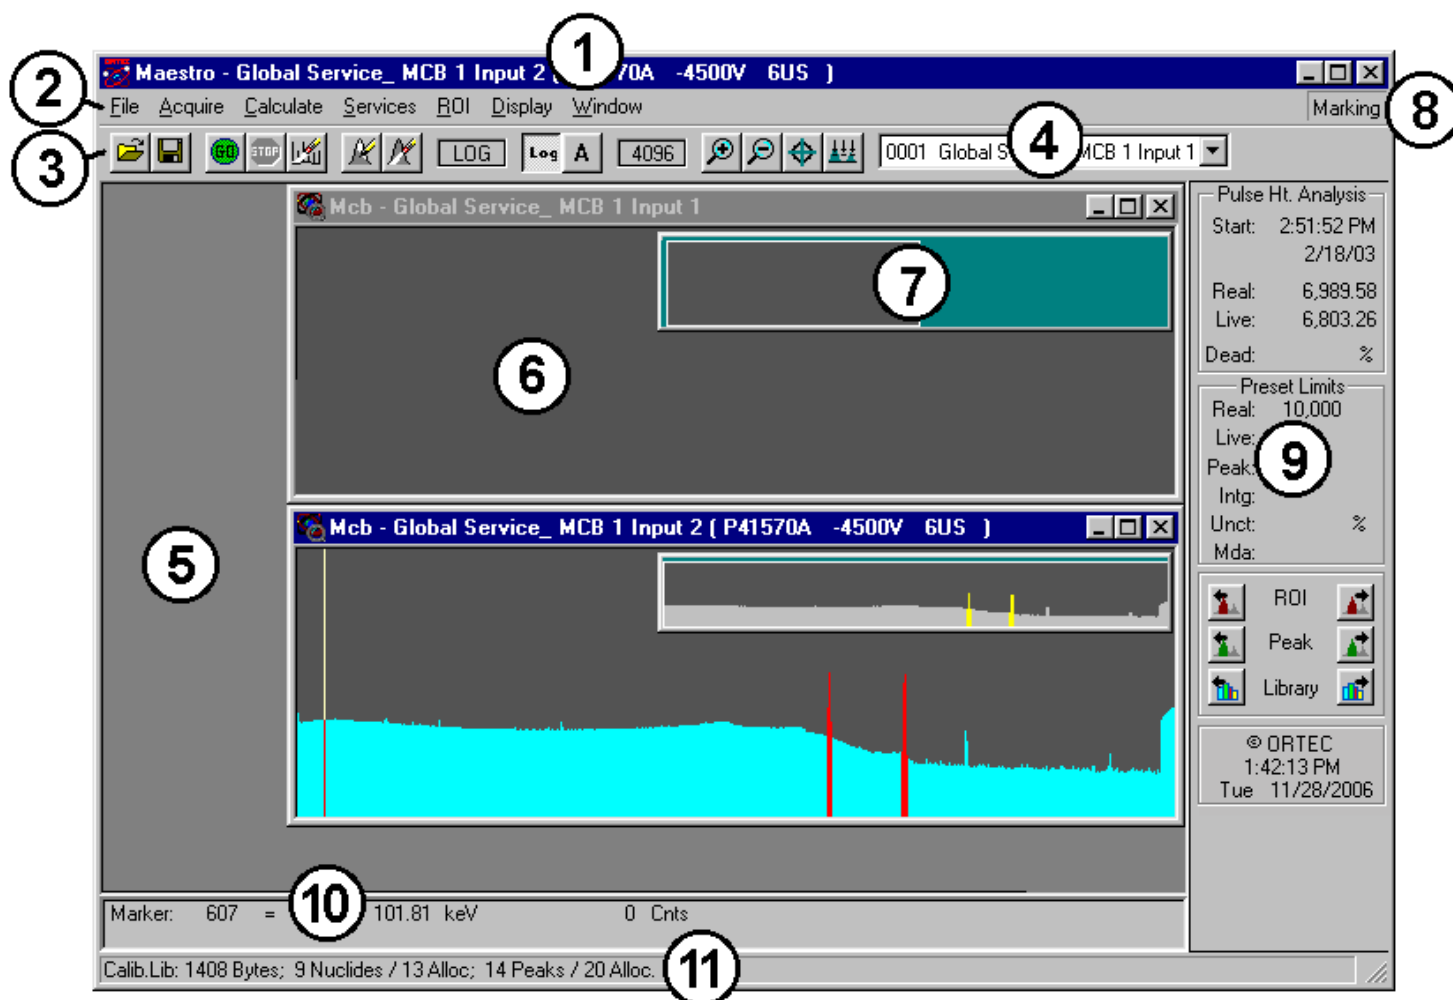 1
Maestro - Global Service_ MCB 1 Input 2 ( 70A -4500V 6US )
2
File Acquire Calculate Services ROI Display Window
Marking
8
3
GO STOP LOG Log A 4096
0001 Global S MCB 1 Input 1
4
Mcb - Global Service_ MCB 1 Input 1
7
6
5
Mcb - Global Service_ MCB 1 Input 2 ( P41570A -4500V 6US )
Pulse Ht. Analysis
Start: 2:51:52 PM
2/18/03
Real: 6,989.58
Live: 6,803.26
Dead: %
Preset Limits
Real: 10,000
Live:
Peak:
9
Intg:
Unct: %
Mda:
ROI
Peak
Library
© ORTEC
1:42:13 PM
Tue 11/28/2006
Marker: 607 = 101.81 keV 0 Cnts
10
Calib.Lib: 1408 Bytes; 9 Nuclides / 13 Alloc; 14 Peaks / 20 Alloc.
11